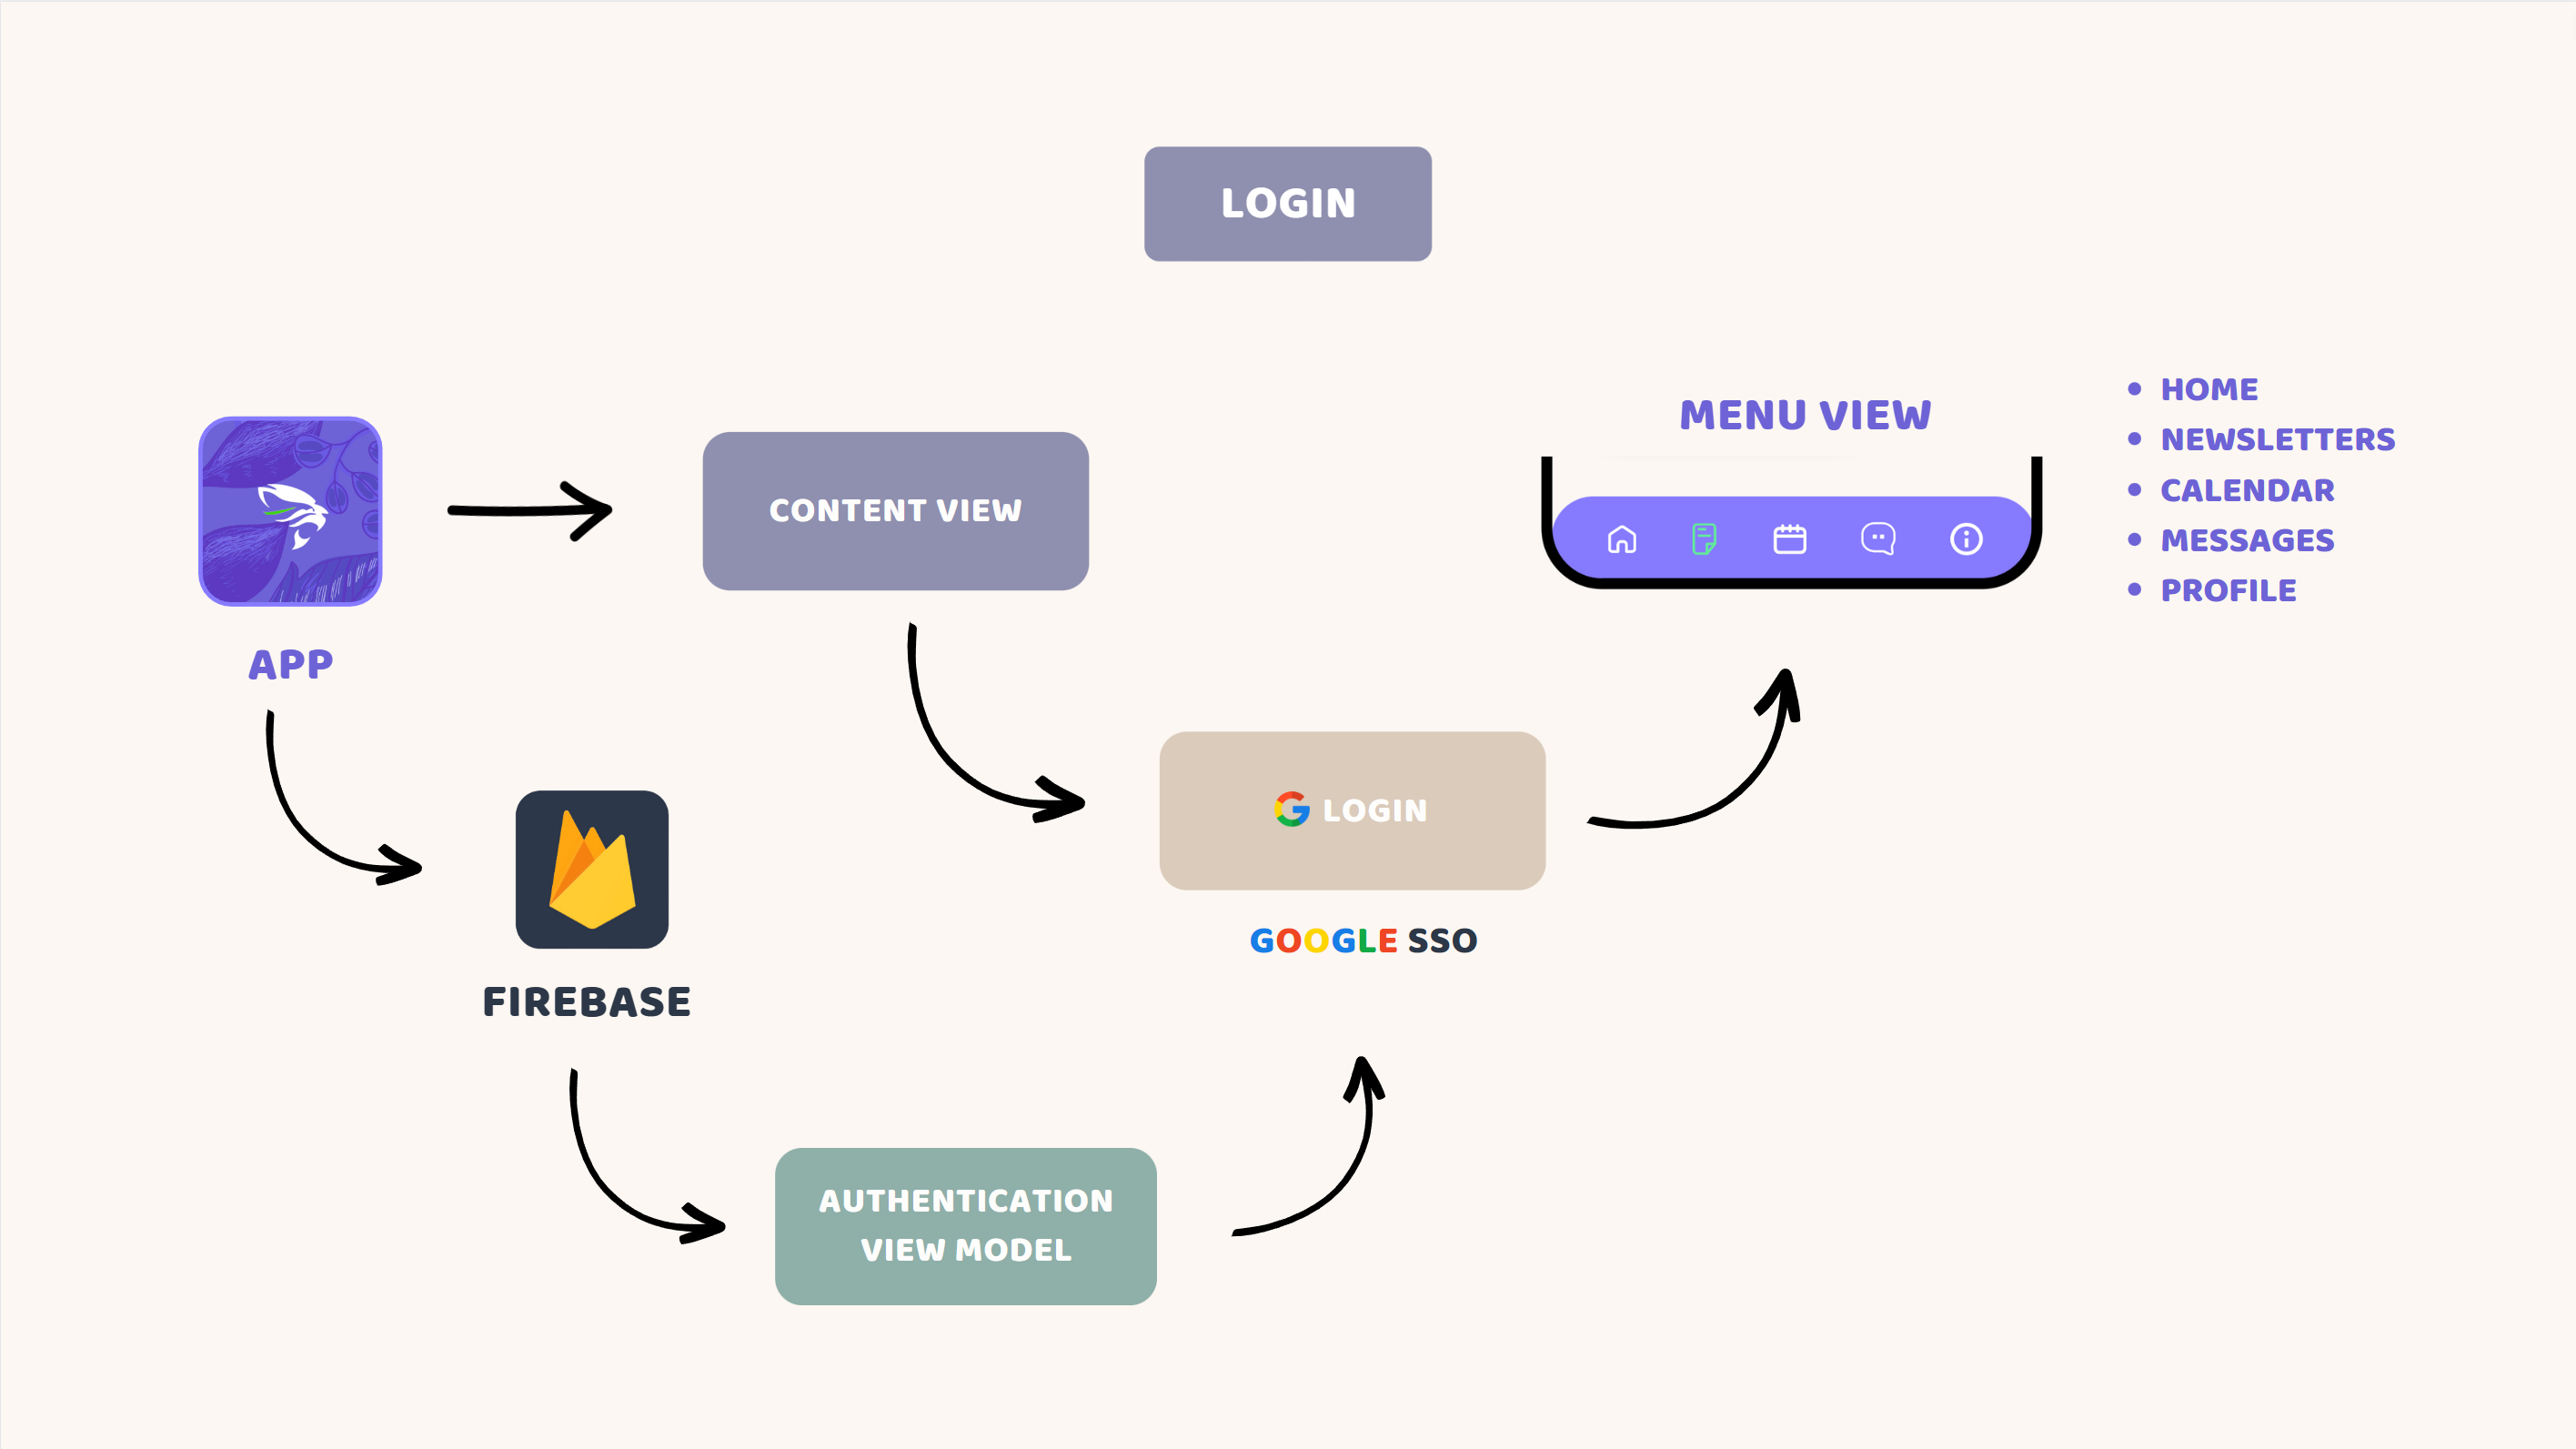 LOGIN
MENU VIEW
• HOME
• NEWSLETTERS
• CALENDAR
• MESSAGES
• PROFILE
CONTENT VIEW
APP
LOGIN
GOOGLE SSO
FIREBASE
AUTHENTICATION
VIEW MODEL